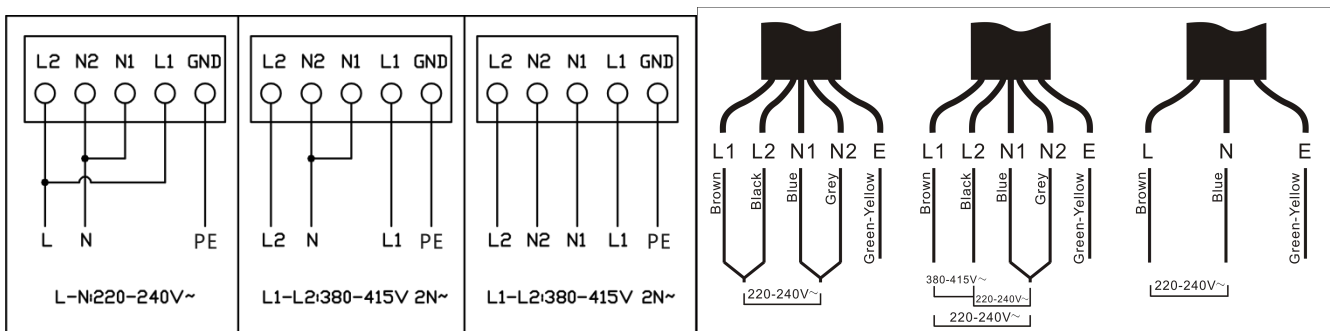 L2 N2 N1 L1 GND
L N PE
L-N:220-240V~
L2 N2 N1 L1 GND
L2 N L1 PE
L1-L2:380-415V 2N~
L2 N2 N1 L1 GND
L2 N2 N1 L1 PE
L1-L2:380-415V 2N~
L1 L2 N1 N2 E
Brown Black Blue Grey Green-Yellow
220-240V~
L1 L2 N1 N2 E
Brown Black Blue Grey Green-Yellow
380-415V~
220-240V~
220-240V~
L N E
Brown Blue Green-Yellow
220-240V~